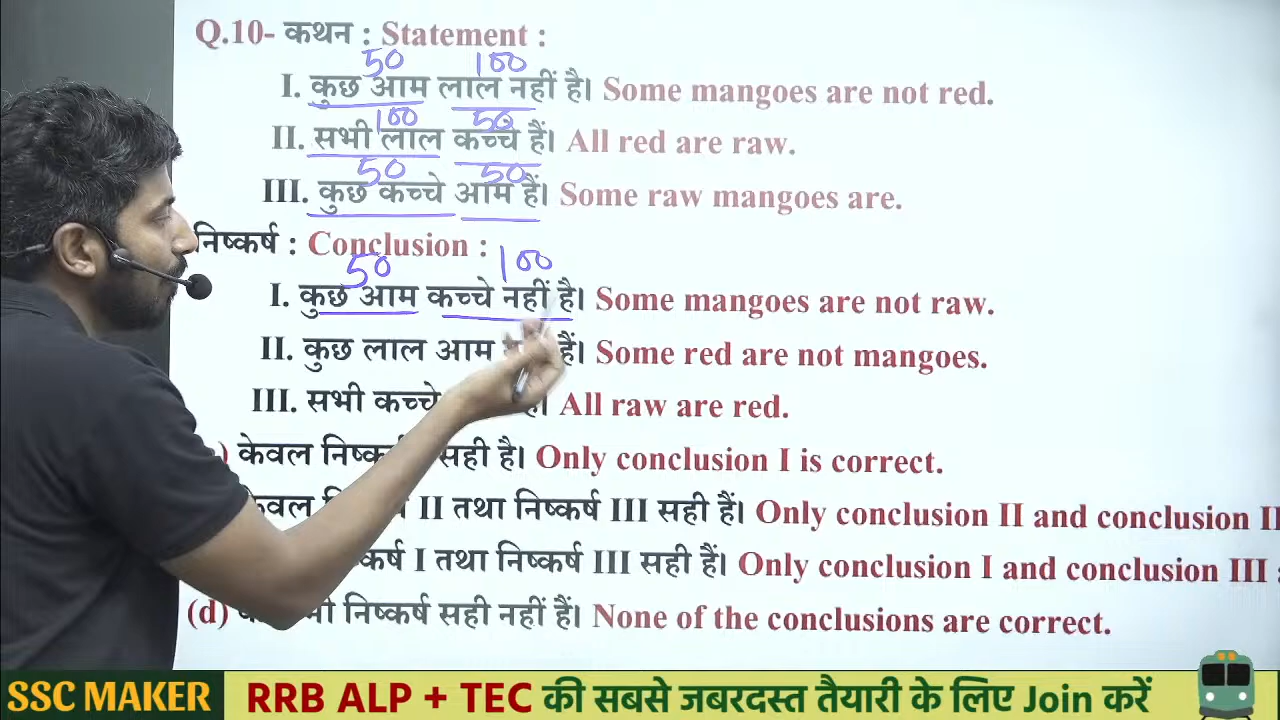 Q.10- कथन : Statement :
50 100
I. कुछ आम लाल नहीं है। Some mangoes are not red.
100 50
II. सभी लाल कच्चे हैं। All red are raw.
50 50
III. कुछ कच्चे आम हैं। Some raw mangoes are.
निष्कर्ष : Conclusion :
50 100
I. कुछ आम कच्चे नहीं है। Some mangoes are not raw.
II. कुछ लाल आम हैं। Some red are not mangoes.
III. सभी कच्चे All raw are red.
केवल सही है। Only conclusion I is correct.
II तथा निष्कर्ष III सही हैं। Only conclusion II and conclusion
I तथा निष्कर्ष III सही हैं। Only conclusion I and conclusion III
(d) निष्कर्ष सही नहीं हैं। None of the conclusions are correct.
SSC MAKER RRB ALP + TEC की सबसे जबरदस्त तैयारी के लिए Join करें